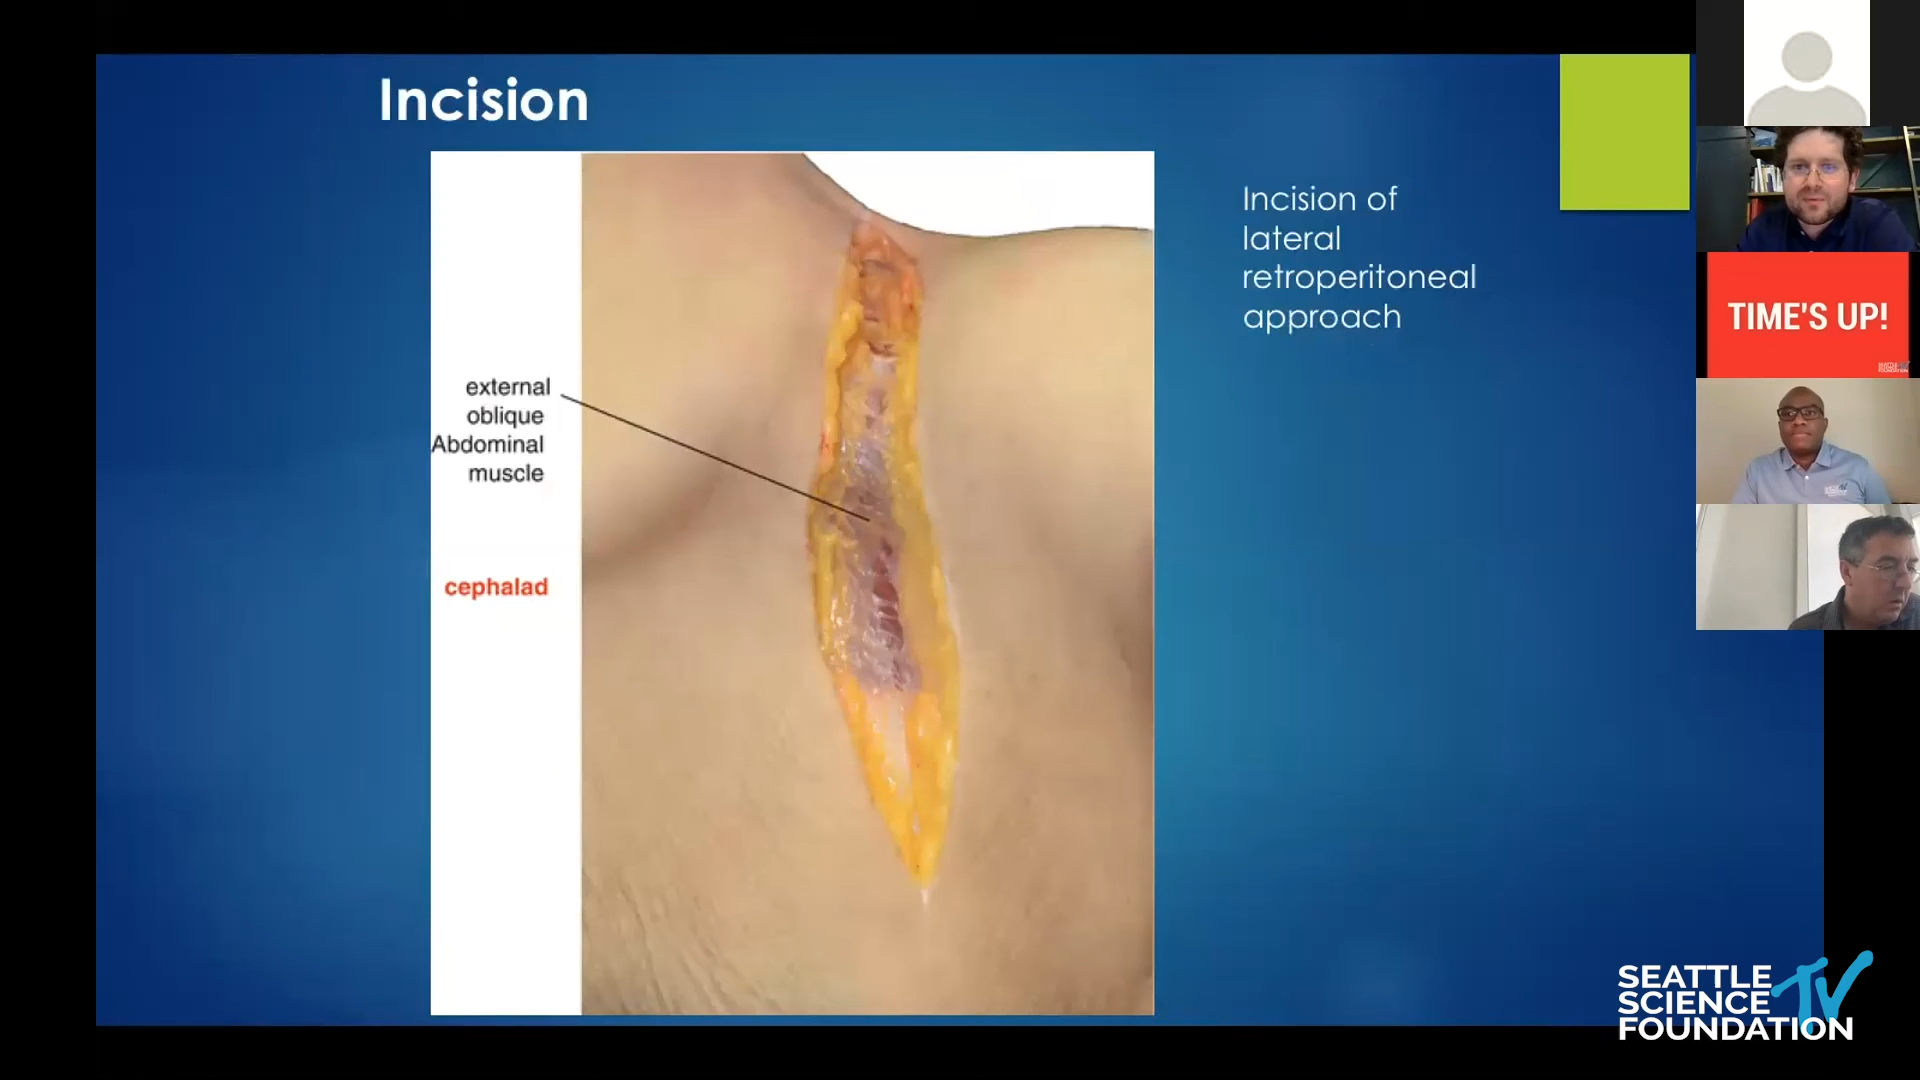 Incision
Incision of
lateral
retroperitoneal
approach
external
oblique
Abdominal
muscle
cephalad
TIME'S UP!
SEATTLE
SCIENCE TV
FOUNDATION